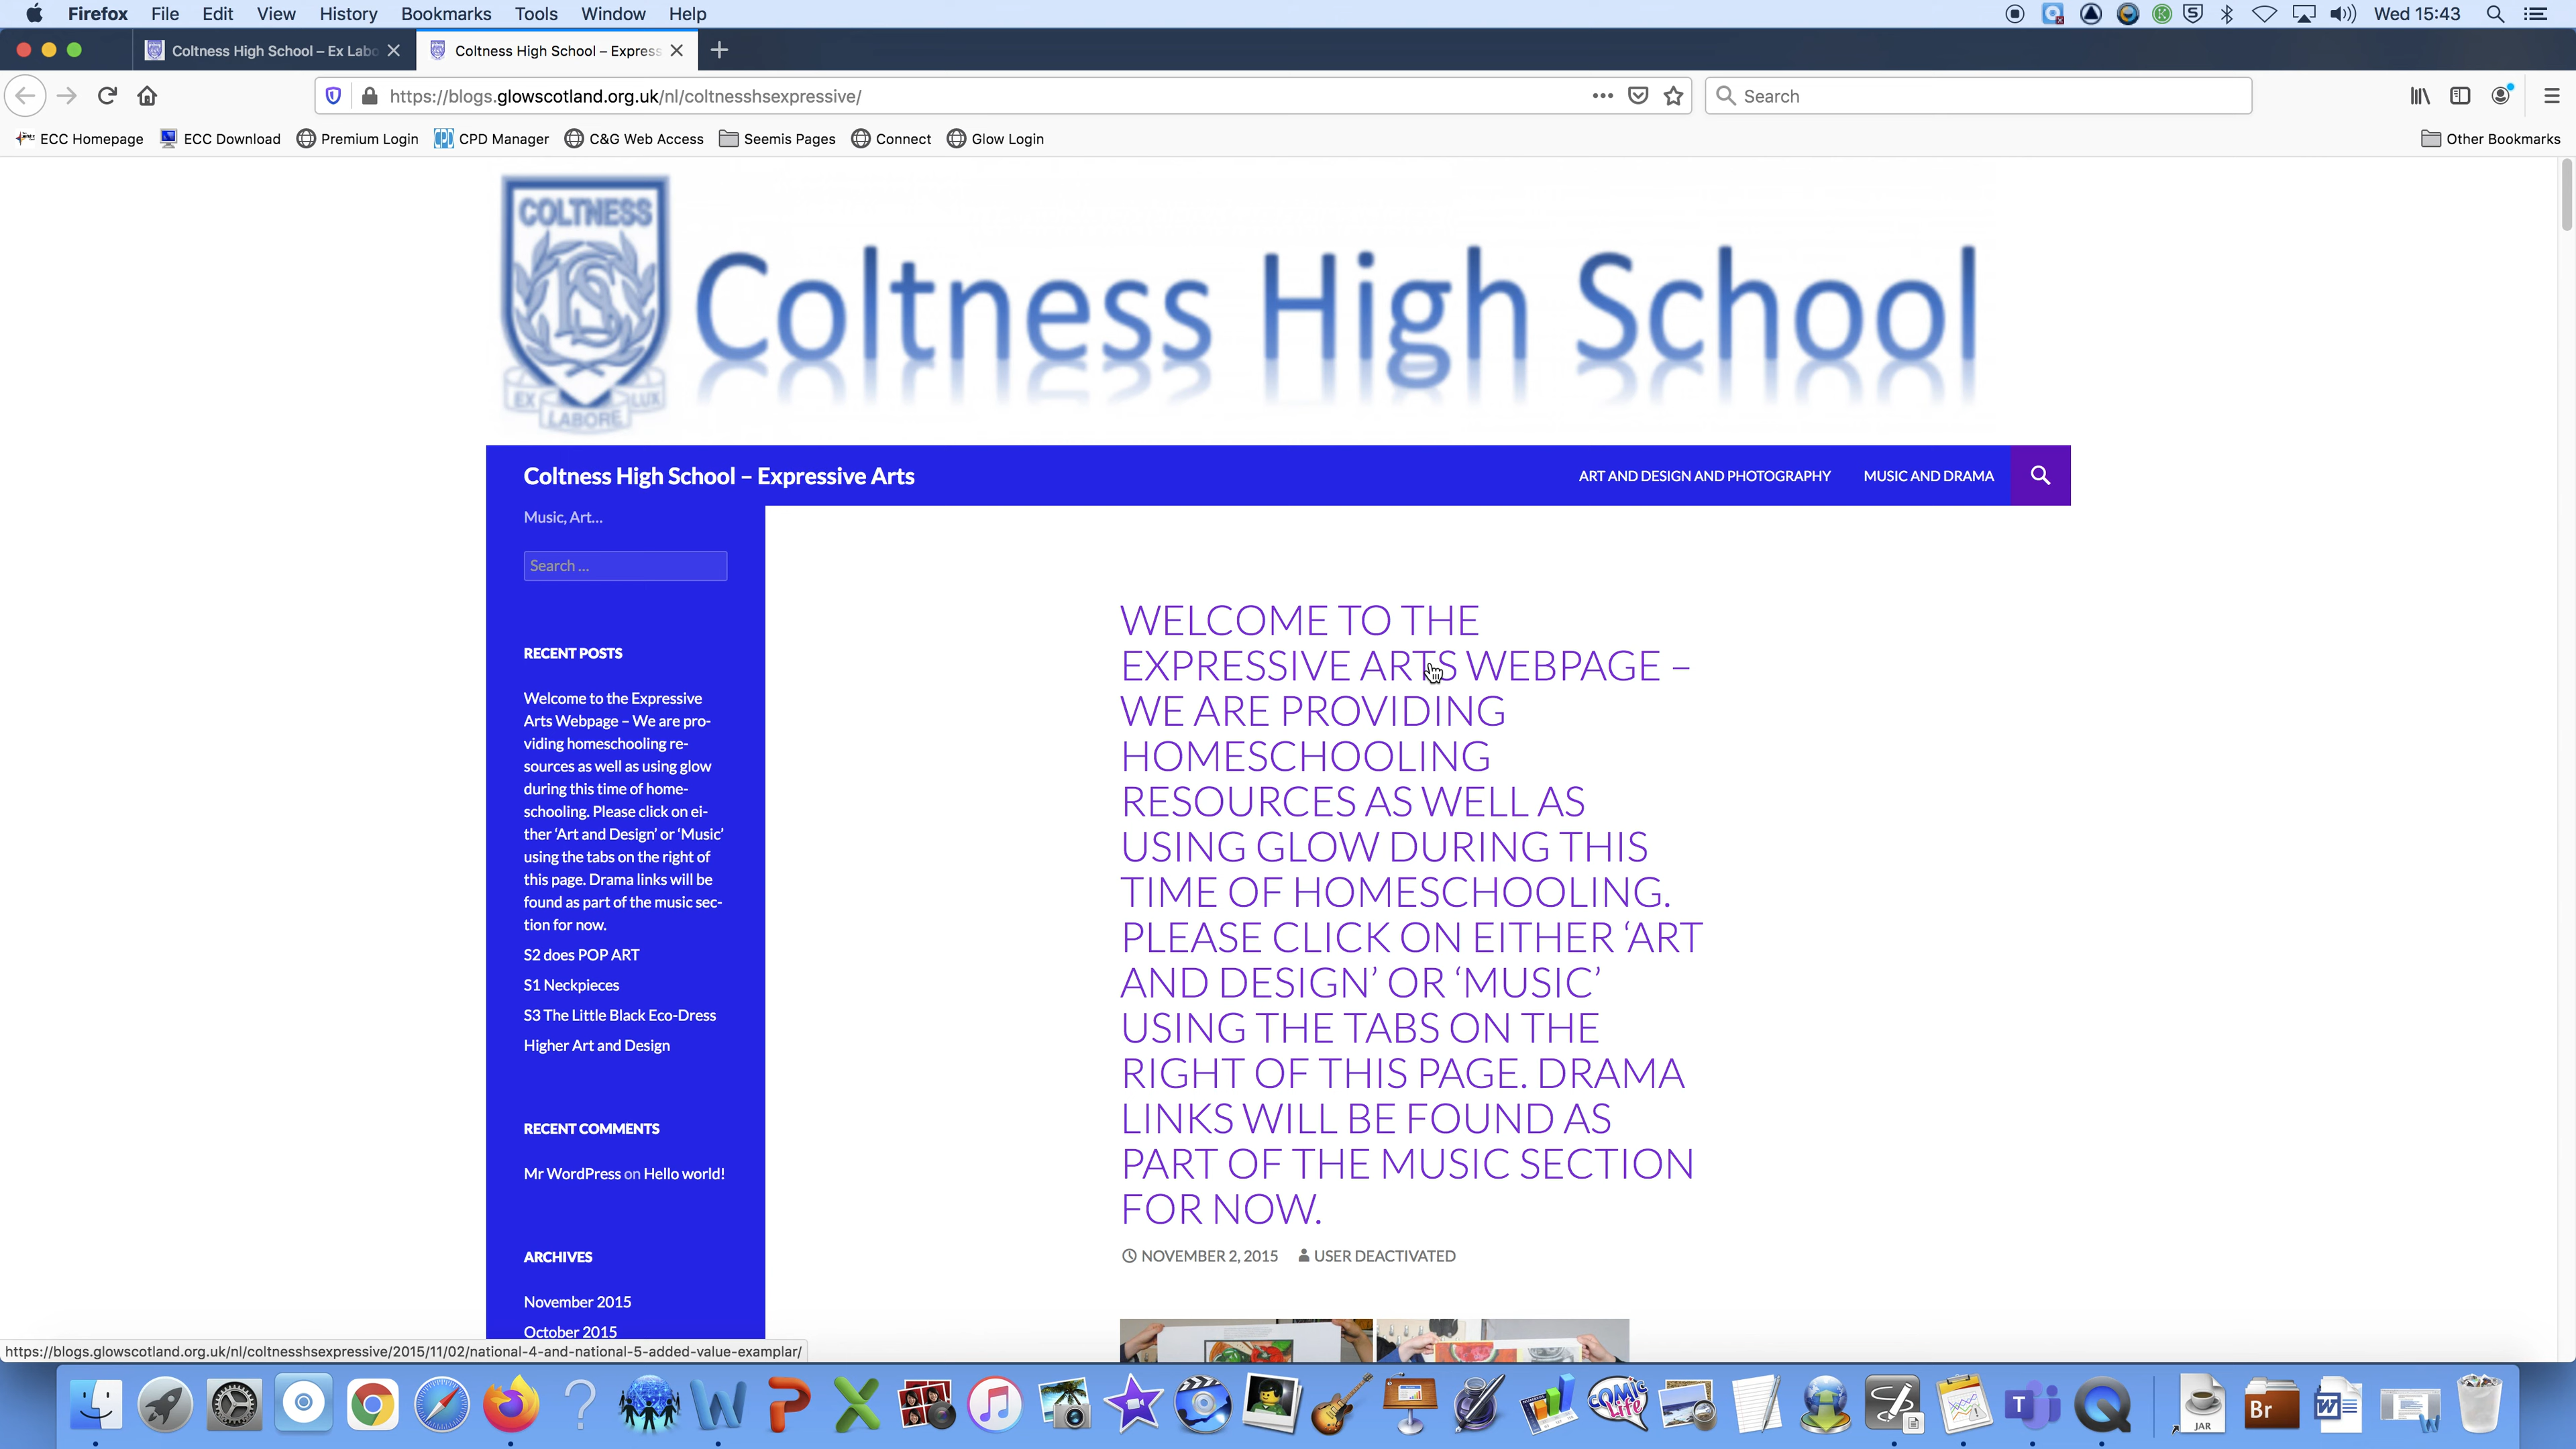 Firefox File Edit View History Bookmarks Tools Window Help Wed 15:43
Coltness High School – Ex Labo
Coltness High School – Express
https://blogs.glowscotland.org.uk/nl/coltnesshsexpressive/
Search
ECC Homepage ECC Download Premium Login CPD Manager C&G Web Access Seemis Pages Connect Glow Login Other Bookmarks
COLTNESS
EX LABORE LUX
Coltness High School
Coltness High School – Expressive Arts
ART AND DESIGN AND PHOTOGRAPHY MUSIC AND DRAMA
Music, Art...
Search ...
RECENT POSTS
Welcome to the Expressive
Arts Webpage – We are pro-
viding homeschooling re-
sources as well as using glow
during this time of home-
schooling. Please click on ei-
ther ‘Art and Design’ or ‘Music’
using the tabs on the right of
this page. Drama links will be
found as part of the music sec-
tion for now.
S2 does POP ART
S1 Neckpieces
S3 The Little Black Eco-Dress
Higher Art and Design
RECENT COMMENTS
Mr WordPress on Hello world!
ARCHIVES
November 2015
October 2015
WELCOME TO THE
EXPRESSIVE ARTS WEBPAGE –
WE ARE PROVIDING
HOMESCHOOLING
RESOURCES AS WELL AS
USING GLOW DURING THIS
TIME OF HOMESCHOOLING.
PLEASE CLICK ON EITHER ‘ART
AND DESIGN’ OR ‘MUSIC’
USING THE TABS ON THE
RIGHT OF THIS PAGE. DRAMA
LINKS WILL BE FOUND AS
PART OF THE MUSIC SECTION
FOR NOW.
NOVEMBER 2, 2015 USER DEACTIVATED
https://blogs.glowscotland.org.uk/nl/coltnesshsexpressive/2015/11/02/national-4-and-national-5-added-value-examplar/
COMIC Life
JAR
Br